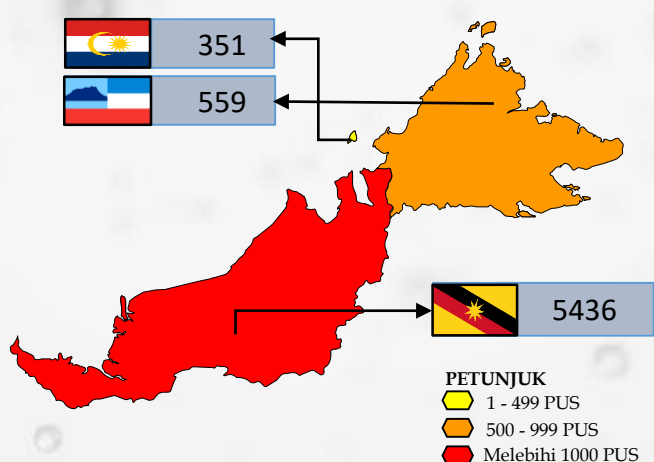 351
559
5436
PETUNJUK
1 - 499 PUS
500 - 999 PUS
Melebihi 1000 PUS